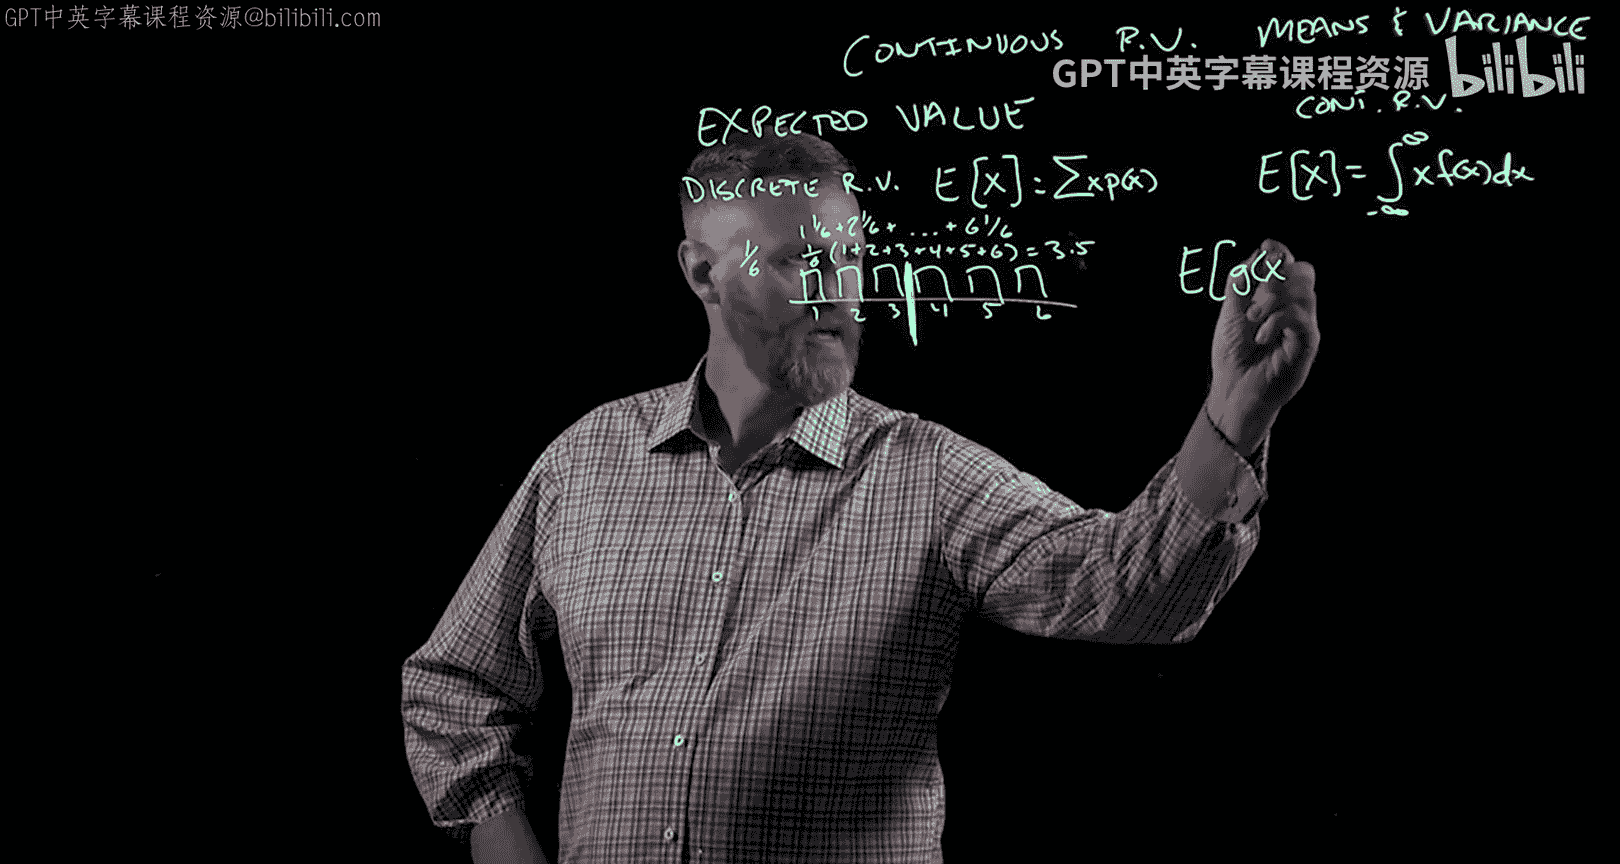 GPT中英字幕课程资源@bilibili.com
CONTINUOUS R.V. MEANS & VARIANCE
GPT中英字幕课程资源 bilibili
EXPECTED VALUE
CONT. R.V.
DISCRETE R.V. E[X] = ∑xp(x)
E[X] = ∫_{-∞}^{∞} x f(x) dx
1 1/6 + 2 1/6 + ... + 6 1/6
1/6
1/6 (1+2+3+4+5+6) = 3.5
E[g(x
1 2 3 4 5 6